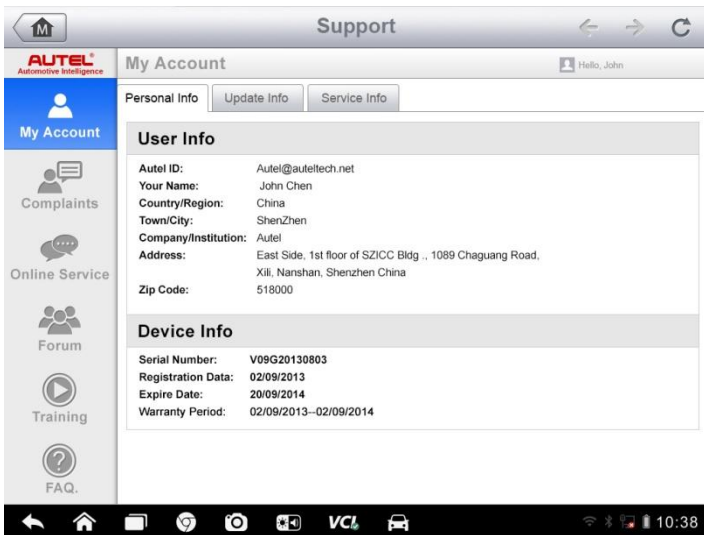 Support
AUTEL®
Automotive Intelligence
My Account
Hello, John
My Account
Complaints
Online Service
Forum
Training
FAQ.
Personal Info
Update Info
Service Info
User Info
Autel ID: Autel@auteltech.net
Your Name: John Chen
Country/Region: China
Town/City: ShenZhen
Company/Institution: Autel
Address: East Side, 1st floor of SZICC Bldg ., 1089 Chaguang Road,
Xili, Nanshan, Shenzhen China
Zip Code: 518000
Device Info
Serial Number: V09G20130803
Registration Data: 02/09/2013
Expire Date: 20/09/2014
Warranty Period: 02/09/2013--02/09/2014
VCI
10:38